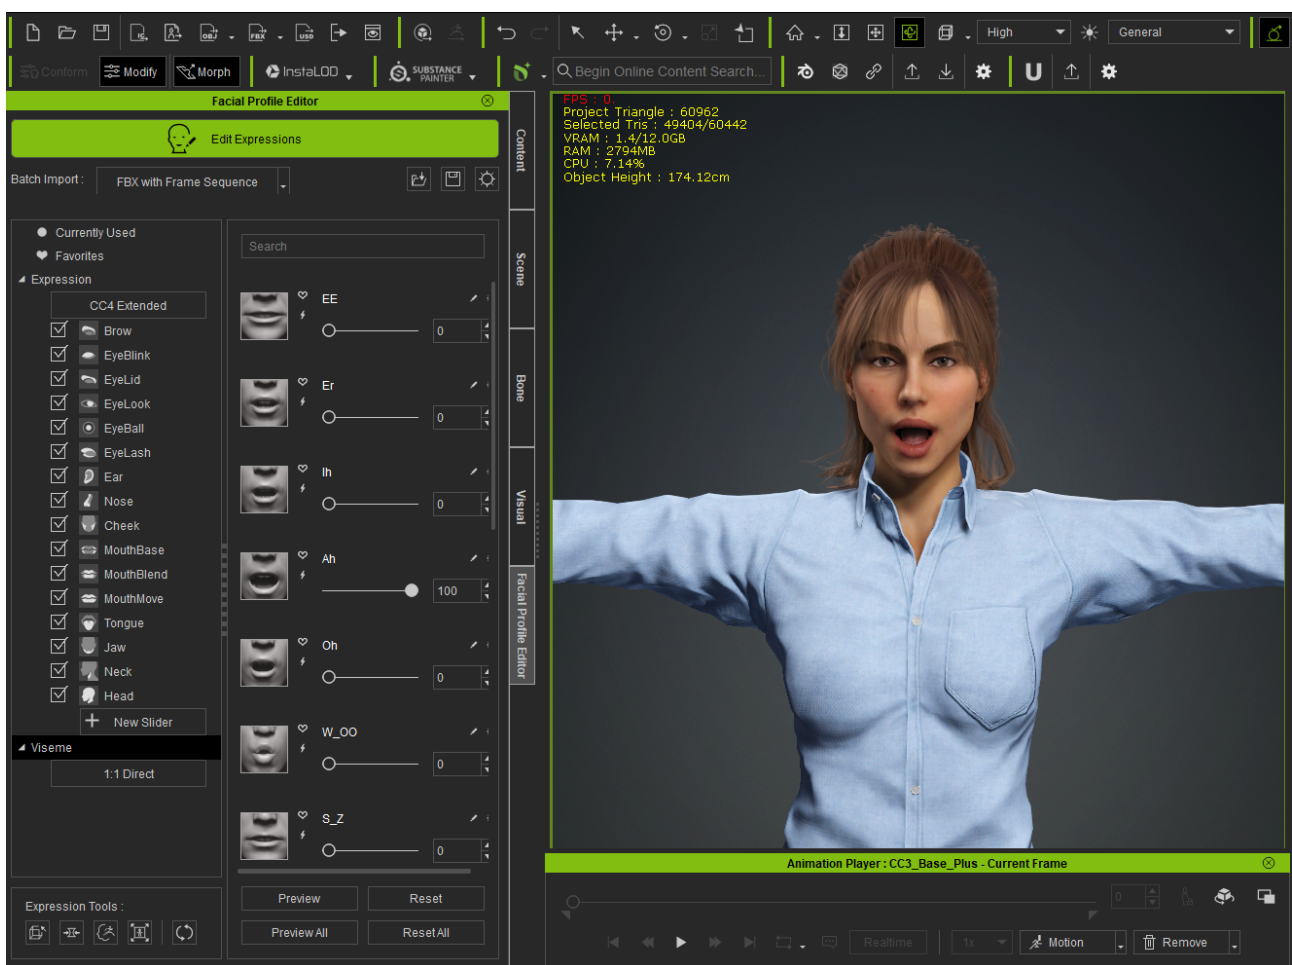 High
General
Conform
Modify
Morph
InstaLOD
SUBSTANCE
PAINTER
Begin Online Content Search...
U
Facial Profile Editor
Edit Expressions
Batch Import :
FBX with Frame Sequence
Currently Used
Favorites
Expression
CC4 Extended
Brow
EyeBlink
EyeLid
EyeLook
EyeBall
EyeLash
Ear
Nose
Cheek
MouthBase
MouthBlend
MouthMove
Tongue
Jaw
Neck
Head
New Slider
Viseme
1:1 Direct
Expression Tools :
Search
EE
0
Er
0
Ih
0
Ah
100
Oh
0
W_OO
0
S_Z
0
Preview
Reset
Preview All
Reset All
Content
Scene
Bone
Visual
Facial Profile Editor
FPS : 0.
Project Triangle : 60962
Selected Tris : 49404/60442
VRAM : 1.4/12.0GB
RAM : 2794MB
CPU : 7.14%
Object Height : 174.12cm
Animation Player : CC3_Base_Plus - Current Frame
0
Realtime
1x
Motion
Remove